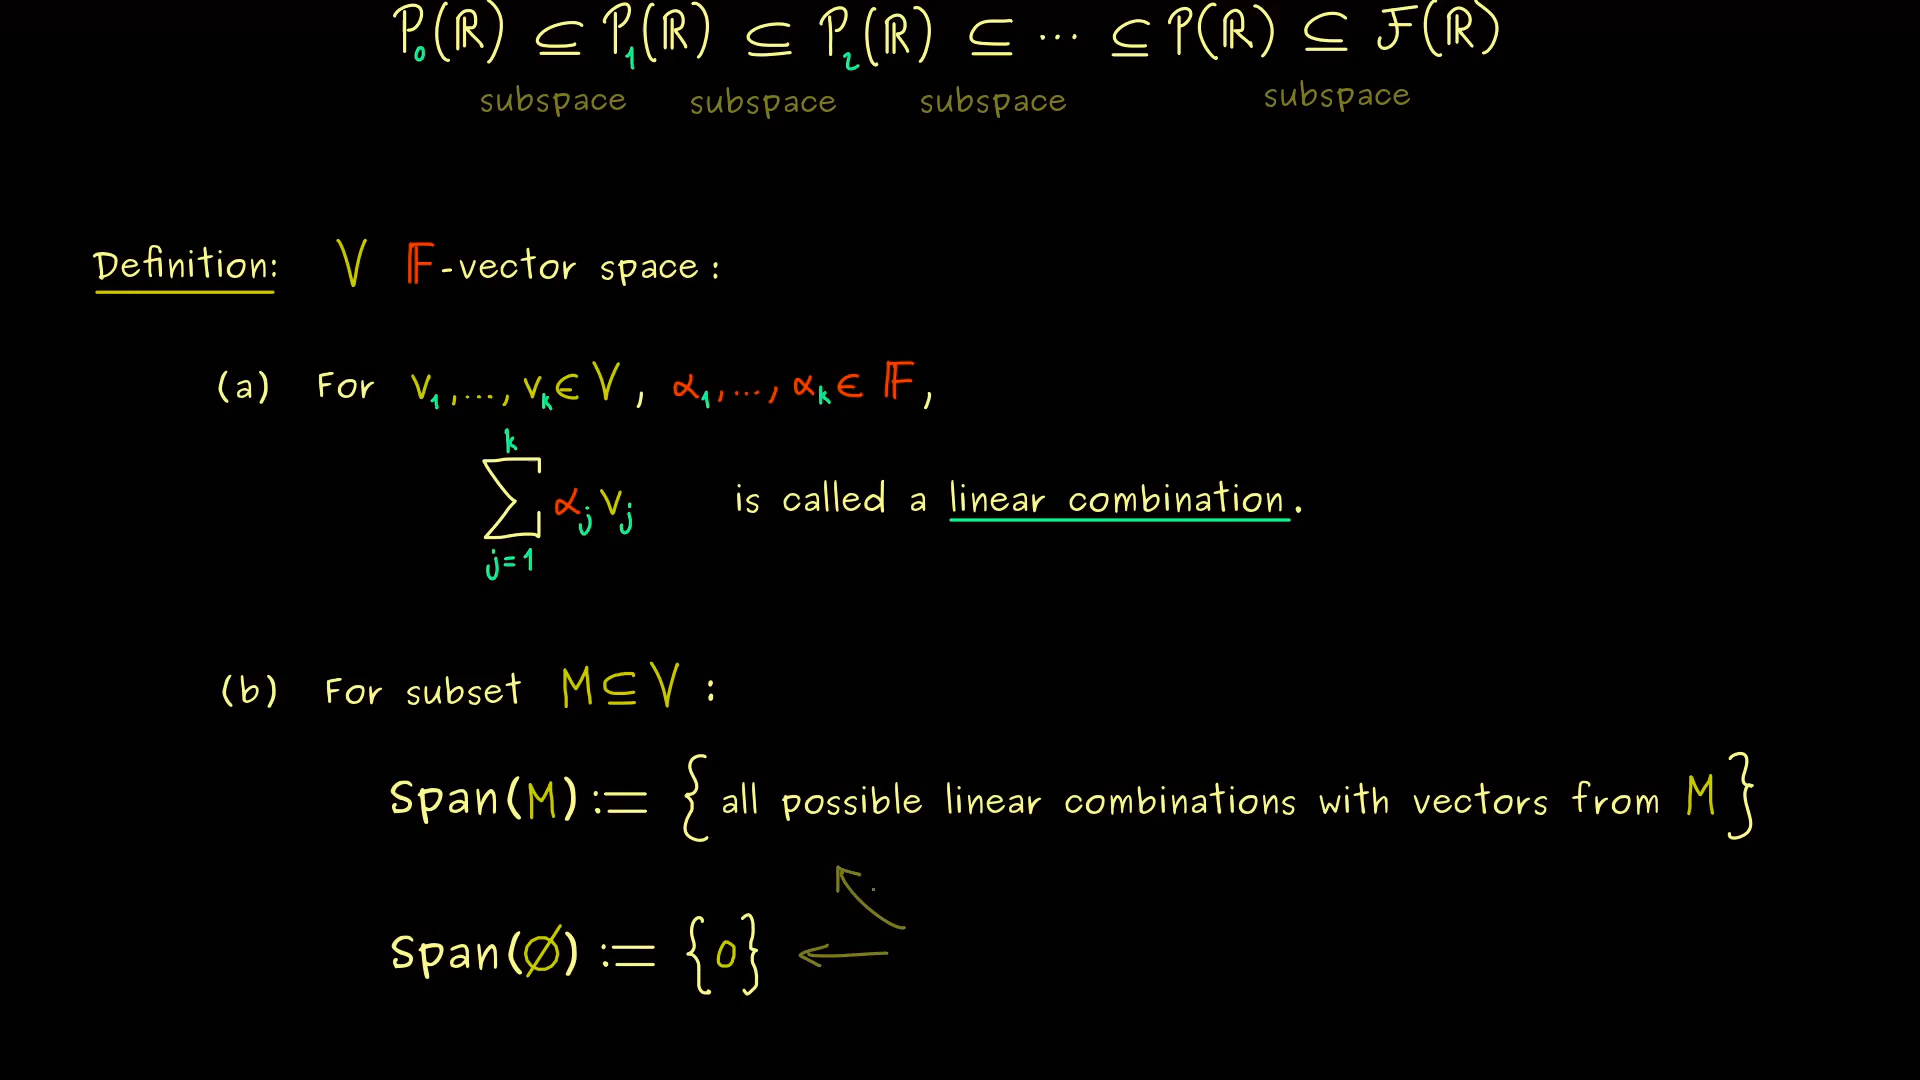 P₀(ℝ) ⊆ P₁(ℝ) ⊆ P₂(ℝ) ⊆ ⋯ ⊆ P(ℝ) ⊆ ℱ(ℝ)
subspace subspace subspace subspace
Definition: V 𝔽-vector space:
(a) For v₁,...,vₖ ∈ V, α₁,...,αₖ ∈ 𝔽,
k
∑ αⱼ vⱼ is called a linear combination.
j=1
(b) For subset M ⊆ V :
Span(M) := { all possible linear combinations with vectors from M }
Span(∅) := {0}